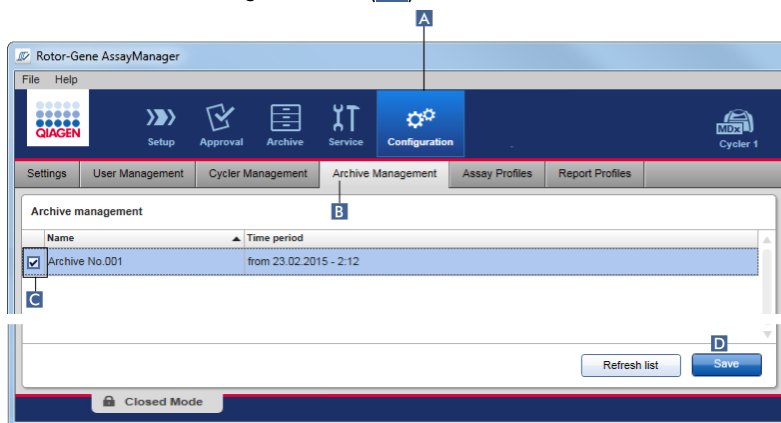 A
Rotor-Gene AssayManager
File Help
QIAGEN
Setup Approval Archive Service Configuration
MDx
Cycler 1
Settings User Management Cycler Management Archive Management Assay Profiles Report Profiles
Archive management
B
Name Time period
Archive No.001 from 23.02.2015 - 2:12
C
D
Refresh list Save
Closed Mode